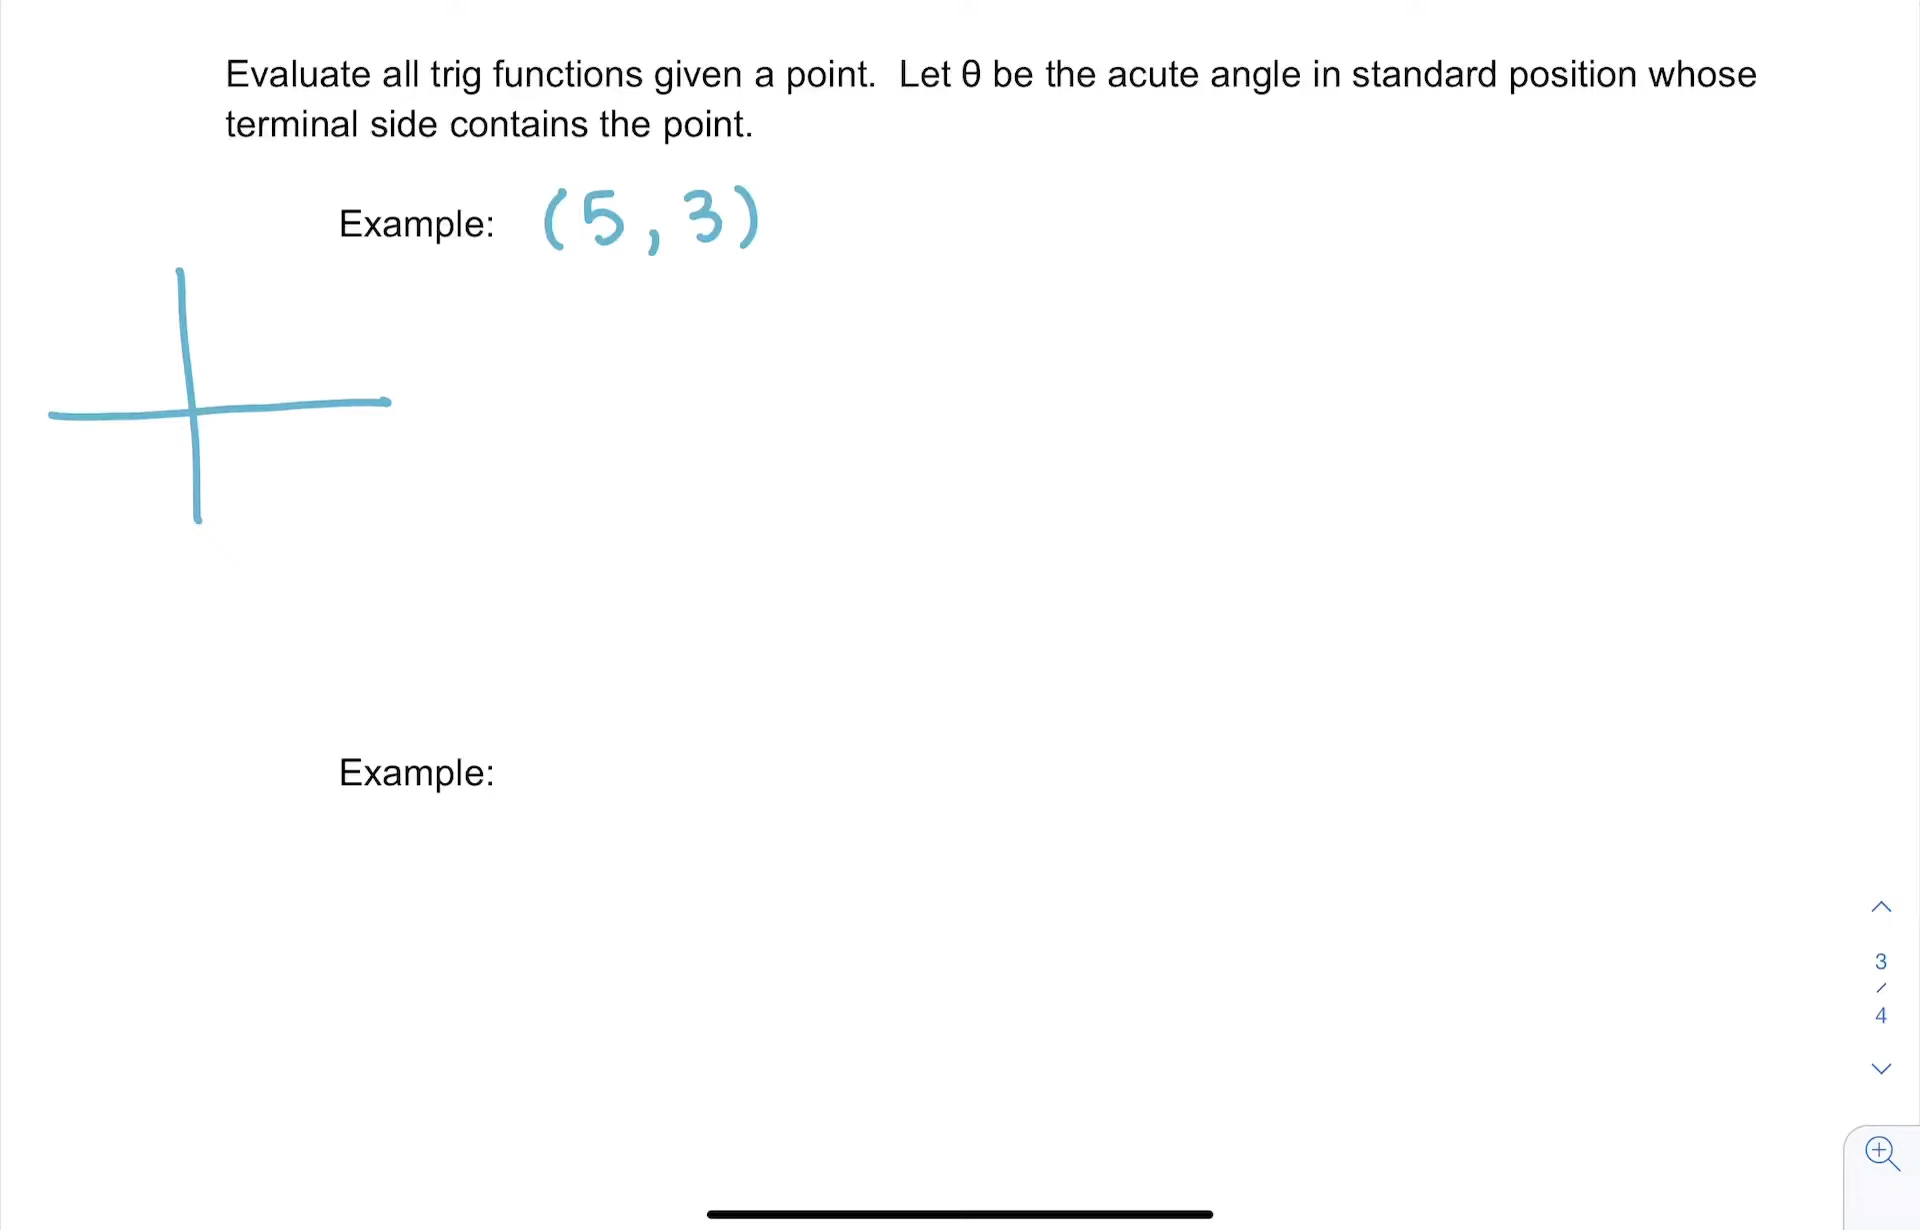 Evaluate all trig functions given a point.  Let θ be the acute angle in standard position whose
terminal side contains the point.
Example: (5, 3)
Example:
3
/
4